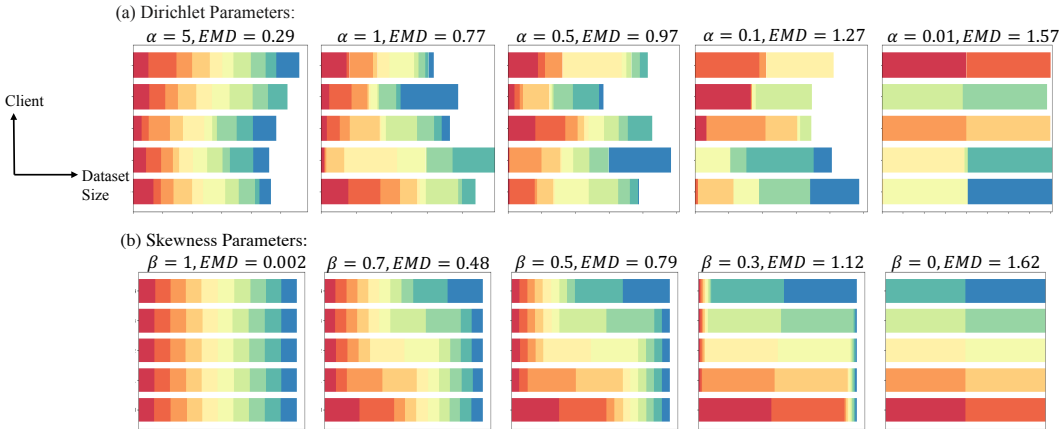 (a) Dirichlet Parameters:
α = 5, EMD = 0.29
α = 1, EMD = 0.77
α = 0.5, EMD = 0.97
α = 0.1, EMD = 1.27
α = 0.01, EMD = 1.57
Client
Dataset
Size
(b) Skewness Parameters:
β = 1, EMD = 0.002
β = 0.7, EMD = 0.48
β = 0.5, EMD = 0.79
β = 0.3, EMD = 1.12
β = 0, EMD = 1.62